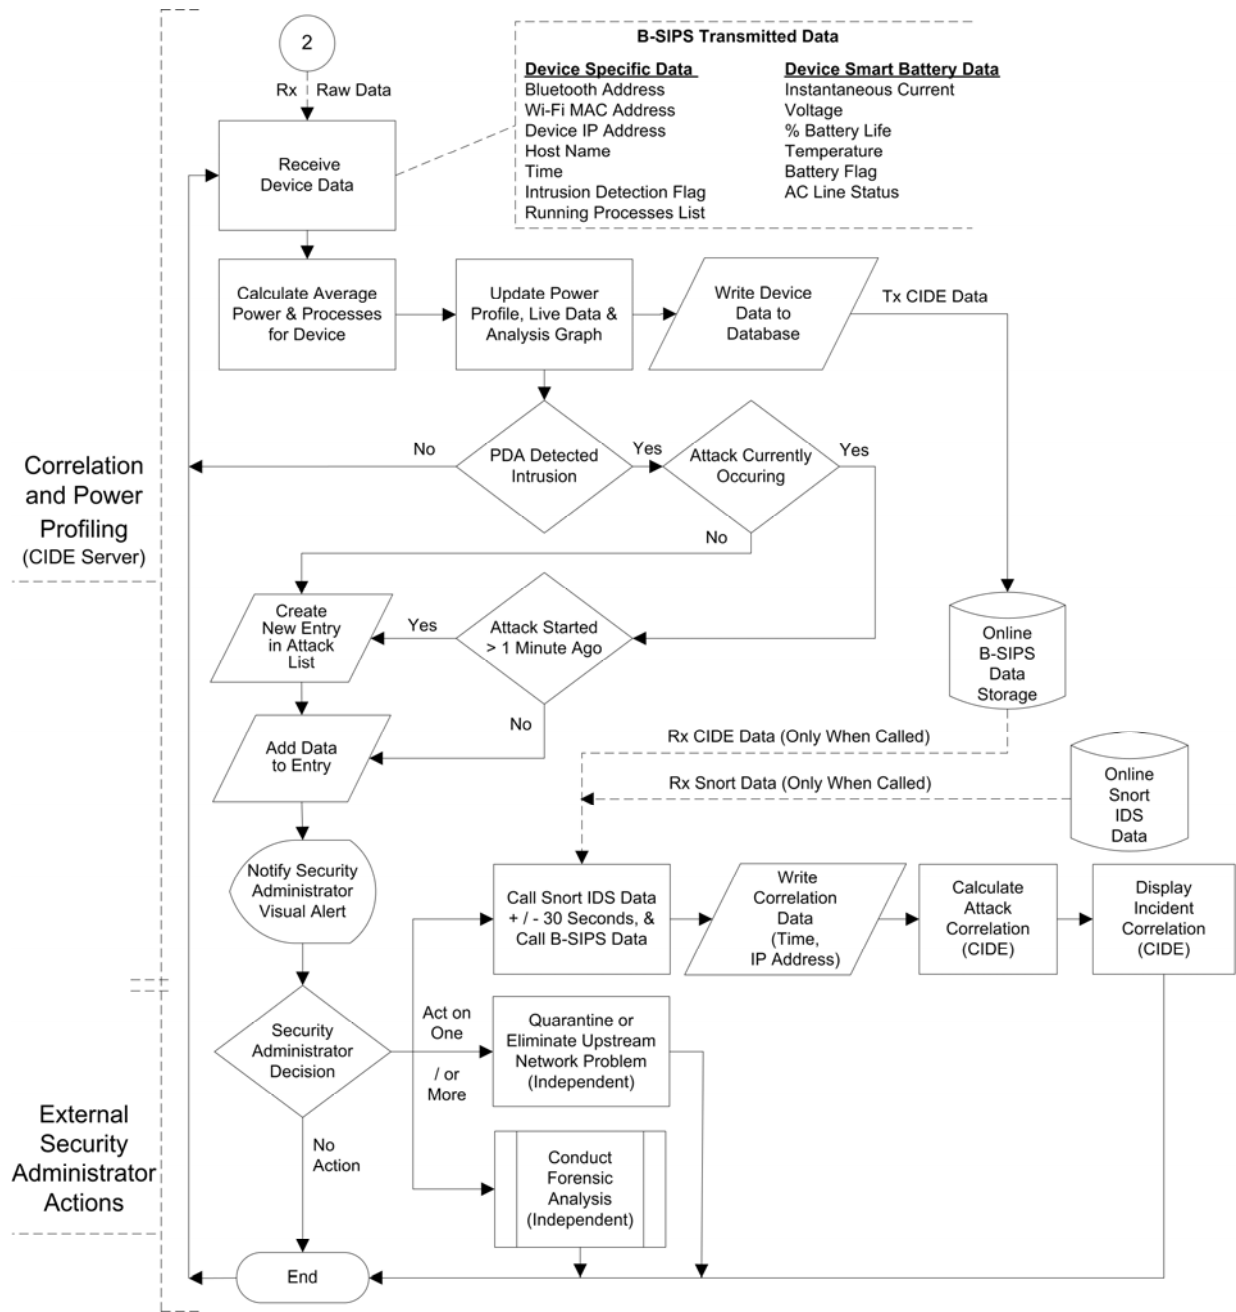 2
Rx
Raw Data
B-SIPS Transmitted Data
Device Specific Data
Bluetooth Address
Wi-Fi MAC Address
Device IP Address
Host Name
Time
Intrusion Detection Flag
Running Processes List
Device Smart Battery Data
Instantaneous Current
Voltage
% Battery Life
Temperature
Battery Flag
AC Line Status
Receive
Device Data
Calculate Average
Power & Processes
for Device
Update Power
Profile, Live Data &
Analysis Graph
Write Device
Data to
Database
Tx CIDE Data
No
PDA Detected
Intrusion
Yes
Attack Currently
Occuring
Yes
No
Correlation
and Power
Profiling
(CIDE Server)
Create
New Entry
in Attack
List
Yes
Attack Started
> 1 Minute Ago
No
Online
B-SIPS
Data
Storage
Add Data
to Entry
Rx CIDE Data (Only When Called)
Rx Snort Data (Only When Called)
Online
Snort
IDS
Data
Notify Security
Administrator
Visual Alert
Call Snort IDS Data
+ / - 30 Seconds, &
Call B-SIPS Data
Write
Correlation
Data
(Time,
IP Address)
Calculate
Attack
Correlation
(CIDE)
Display
Incident
Correlation
(CIDE)
Security
Administrator
Decision
Act on
One
/ or
More
Quarantine or
Eliminate Upstream
Network Problem
(Independent)
External
Security
Administrator
Actions
No
Action
Conduct
Forensic
Analysis
(Independent)
End